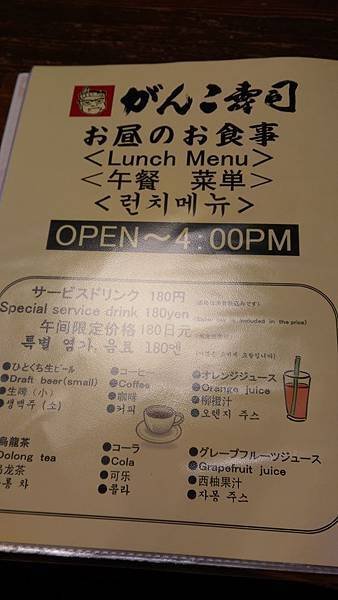 がんこ寿司
お昼のお食事
<Lunch Menu>
<午餐 菜単>
<런치메뉴>
OPEN～4:00PM
サービスドリンク 180円
Special service drink 180yen
is included in the price)
午间限定价格180日元
특별 염가, 음료 180엔
●ひとくち生ビール
●Draft beer(small)
●生啤（小）
●생맥주 (소)
●コーヒー
●Coffee
●咖啡
●커피
●オレンジジュース
●Orange juice
●柳橙汁
●오렌지 주스
烏龍茶
Oolong tea
乌龙茶
롱 차
●コーラ
●Cola
●可乐
●콜라
●グレープフルーツジュース
●Grapefruit juice
●西柚果汁
●자몽 주스